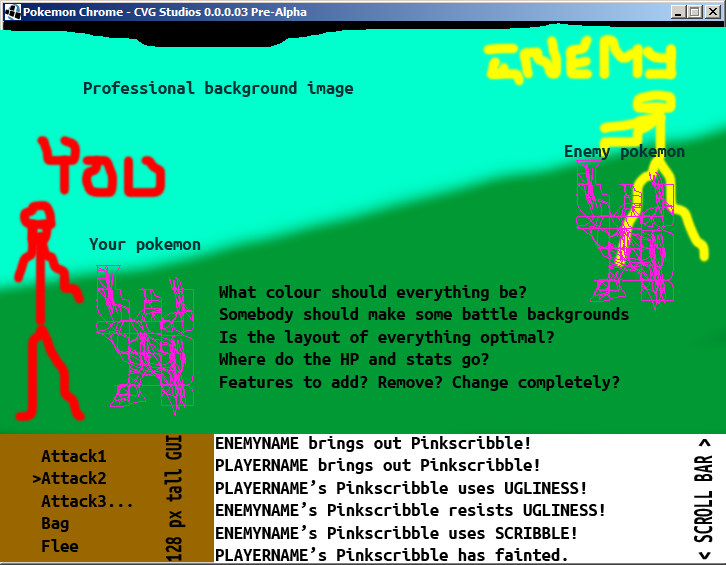 Pokemon Chrome - CVG Studios 0.0.0.03 Pre-Alpha
ENEMY
Professional background image
Enemy pokemon
YOU
Your pokemon
What colour should everything be?
Somebody should make some battle backgrounds
Is the layout of everything optimal?
Where do the HP and stats go?
Features to add? Remove? Change completely?
Attack1
>Attack2
Attack3...
Bag
Flee
128 px tall GUI
ENEMYNAME brings out Pinkscribble!
PLAYERNAME brings out Pinkscribble!
PLAYERNAME’s Pinkscribble uses UGLINESS!
ENEMYNAME’s Pinkscribble resists UGLINESS!
ENEMYNAME’s Pinkscribble uses SCRIBBLE!
PLAYERNAME’s Pinkscribble has fainted.
< SCROLL BAR >